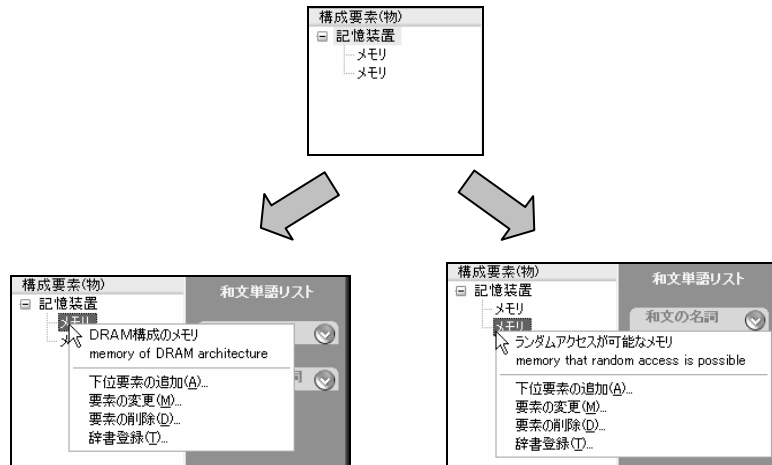 構成要素(物)
記憶装置
メモリ
メモリ
構成要素(物)
和文単語リスト
記憶装置
メモリ
DRAM構成のメモリ
memory of DRAM architecture
下位要素の追加(A)...
要素の変更(M)...
要素の削除(D)...
辞書登録(T)...
構成要素(物)
和文単語リスト
記憶装置
メモリ
和文の名詞
メモリ
ランダムアクセスが可能なメモリ
memory that random access is possible
下位要素の追加(A)...
要素の変更(M)...
要素の削除(D)...
辞書登録(T)...